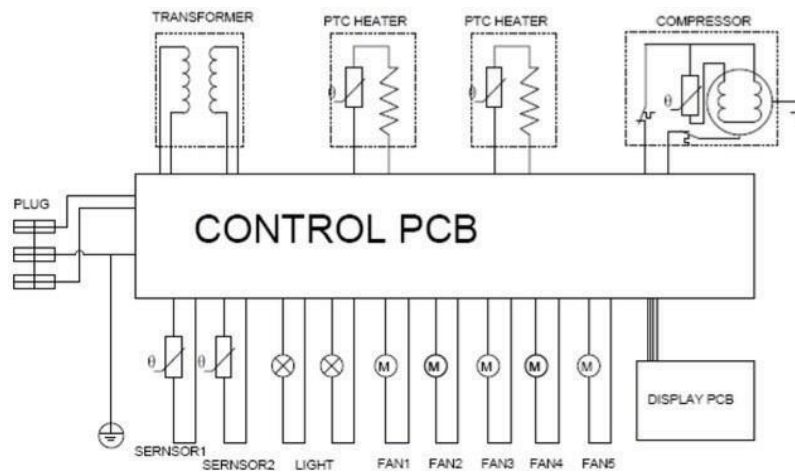 TRANSFORMER
PTC HEATER
PTC HEATER
COMPRESSOR
θ
θ
θ
PLUG
CONTROL PCB
θ
θ
M
M
M
M
M
DISPLAY PCB
SERNSOR1
SERNSOR2
LIGHT
FAN1
FAN2
FAN3
FAN4
FAN5